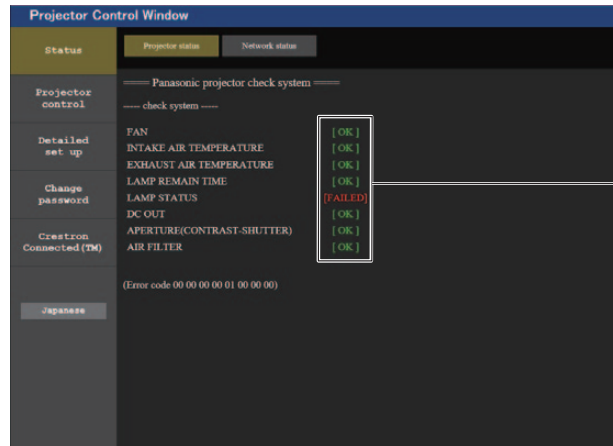 Projector Control Window
Status
Projector control
Detailed set up
Change password
Crestron Connected(TM)
Japanese
Projector status
Network status
==== Panasonic projector check system ====
----- check system -----
FAN [ OK ]
INTAKE AIR TEMPERATURE [ OK ]
EXHAUST AIR TEMPERATURE [ OK ]
LAMP REMAIN TIME [ OK ]
LAMP STATUS [FAILED]
DC OUT [ OK ]
APERTURE(CONTRAST-SHUTTER) [ OK ]
AIR FILTER [ OK ]
(Error code 00 00 00 00 01 00 00 00)